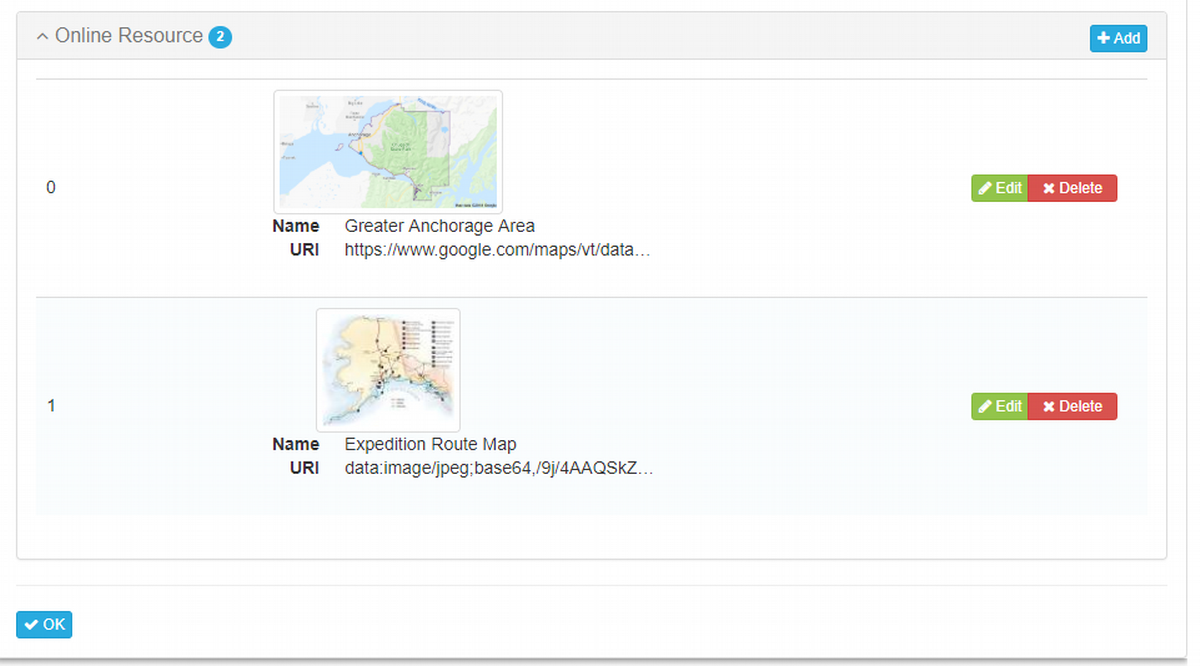 Online Resource 2
Add
Anchorage
0
Edit
Delete
Name Greater Anchorage Area
URI https://www.google.com/maps/vt/data...
1
Edit
Delete
Name Expedition Route Map
URI data:image/jpeg;base64,/9j/4AAQSkZ...
OK